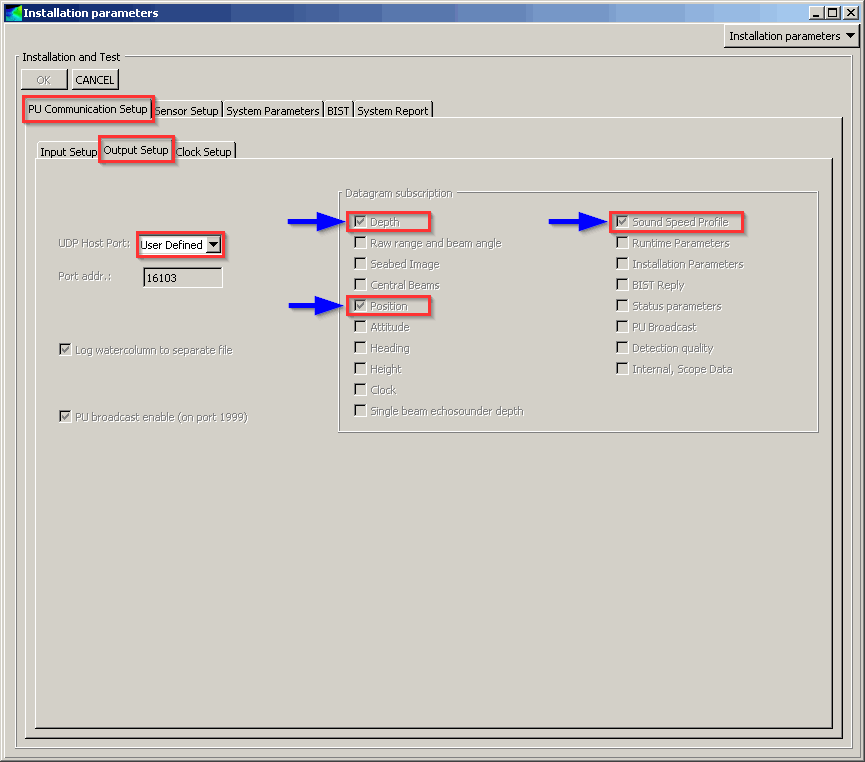 Installation parameters
Installation parameters
Installation and Test
OK CANCEL
PU Communication Setup Sensor Setup System Parameters BIST System Report
Input Setup Output Setup Clock Setup
Datagram subscription
Depth Sound Speed Profile
UDP Host Port: User Defined Raw range and beam angle Runtime Parameters
Seabed Image Installation Parameters
Port addr.: 16103 Central Beams BIST Reply
Position Status parameters
Attitude PU Broadcast
Log watercolumn to separate file Heading Detection quality
Height Internal, Scope Data
Clock
Single beam echosounder depth
PU broadcast enable (on port 1999)